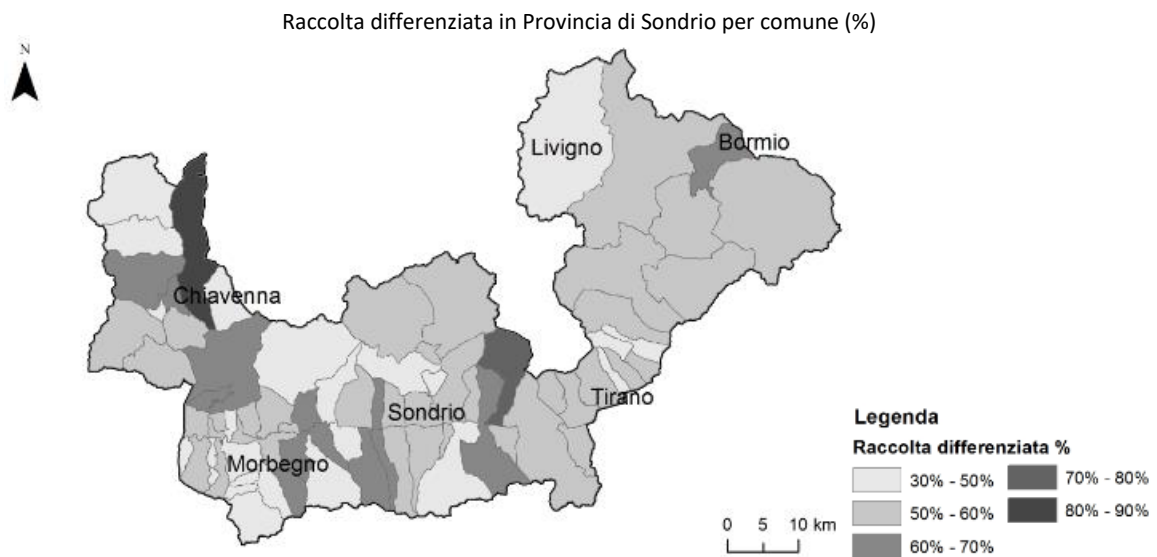 Raccolta differenziata in Provincia di Sondrio per comune (%)
N
Livigno
Bormio
Chiavenna
Tirano
Sondrio
Morbegno
Legenda
Raccolta differenziata %
30% - 50%
70% - 80%
50% - 60%
80% - 90%
60% - 70%
0 5 10 km